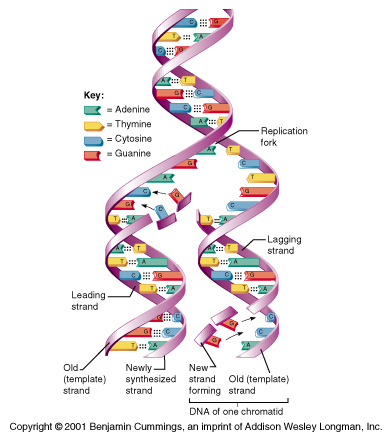 Key:
= Adenine
= Thymine
= Cytosine
= Guanine
Replication
fork
Lagging
strand
Leading
strand
Old
(template)
strand
Newly
synthesized
strand
New
strand
forming
Old (template)
strand
DNA of one chromatid
Copyright © 2001 Benjamin Cummings, an imprint of Addison Wesley Longman, Inc.